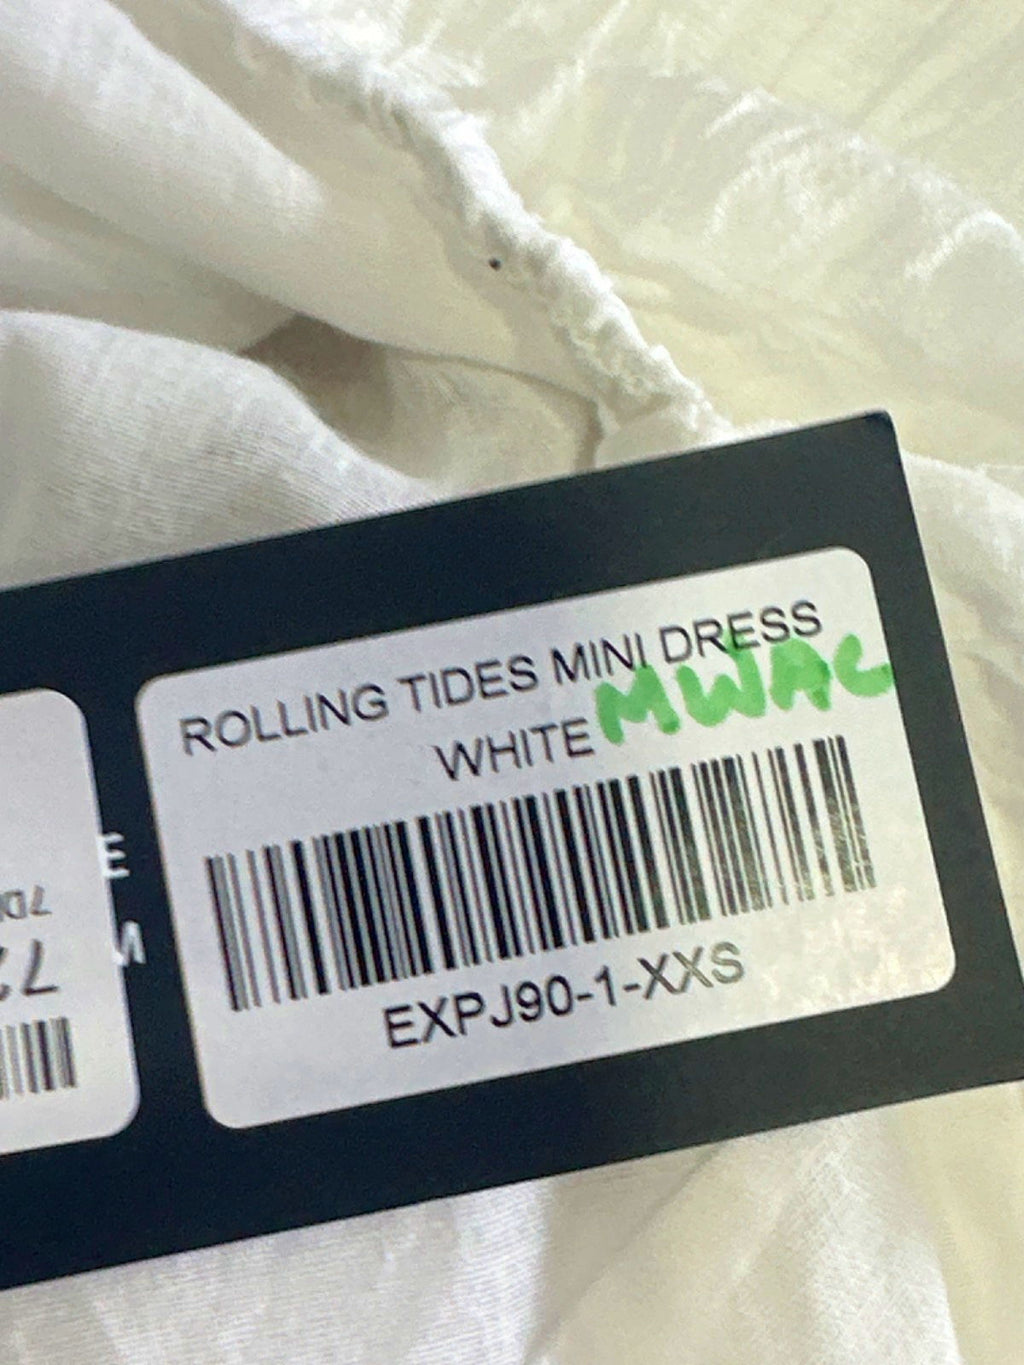 ROLLING TIDES MINI DRESS
WHITE
MWAC
EXPJ90-1-XXS